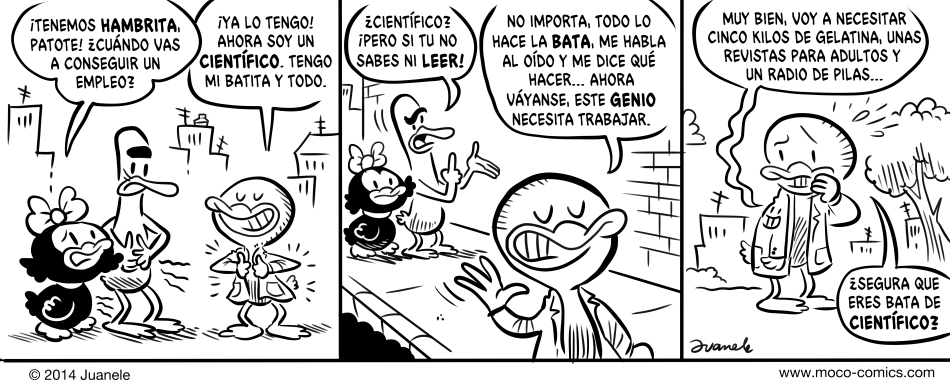 ¡TENEMOS HAMBRITA,
PATOTE! ¿CUÁNDO VAS
A CONSEGUIR UN
EMPLEO?
¡YA LO TENGO!
AHORA SOY UN
CIENTÍFICO. TENGO
MI BATITA Y TODO.
¿CIENTÍFICO?
¡PERO SI TU NO
SABES NI LEER!
NO IMPORTA, TODO LO
HACE LA BATA, ME HABLA
AL OÍDO Y ME DICE QUÉ
HACER... AHORA
VÁYANSE, ESTE GENIO
NECESITA TRABAJAR.
MUY BIEN, VOY A NECESITAR
CINCO KILOS DE GELATINA, UNAS
REVISTAS PARA ADULTOS Y
UN RADIO DE PILAS...
¿SEGURA QUE
ERES BATA DE
CIENTÍFICO?
Juanele
© 2014 Juanele
www.moco-comics.com